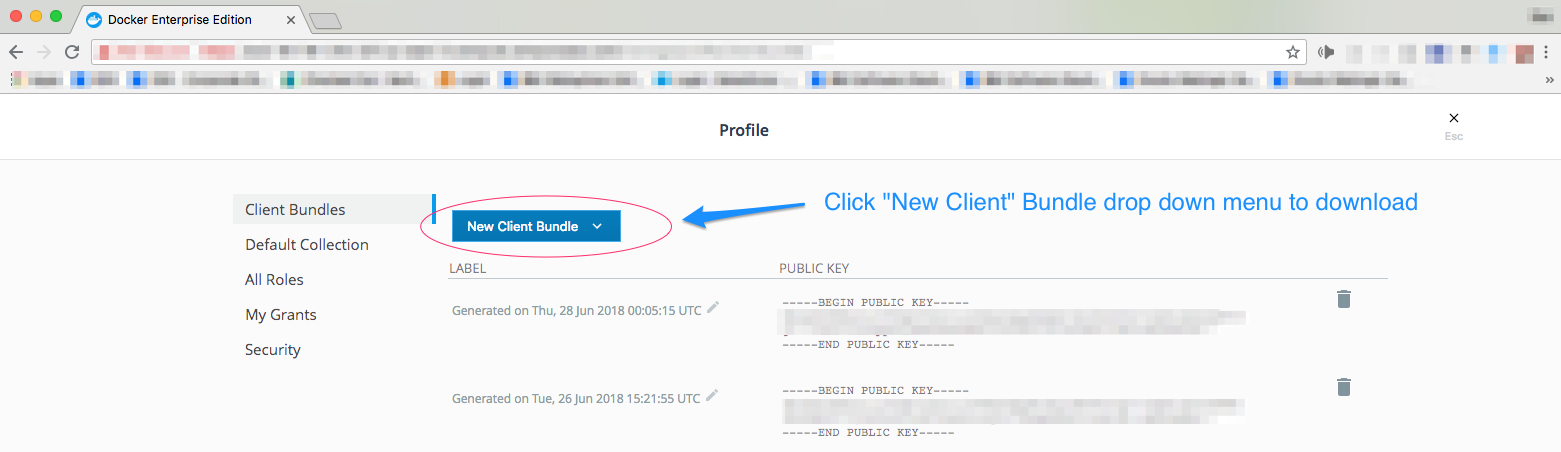 Docker Enterprise Edition
Profile
Esc
Client Bundles
Default Collection
All Roles
My Grants
Security
New Client Bundle
Click "New Client" Bundle drop down menu to download
LABEL PUBLIC KEY
Generated on Thu, 28 Jun 2018 00:05:15 UTC
-----BEGIN PUBLIC KEY-----
-----END PUBLIC KEY-----
Generated on Tue, 26 Jun 2018 15:21:55 UTC
-----BEGIN PUBLIC KEY-----
-----END PUBLIC KEY-----